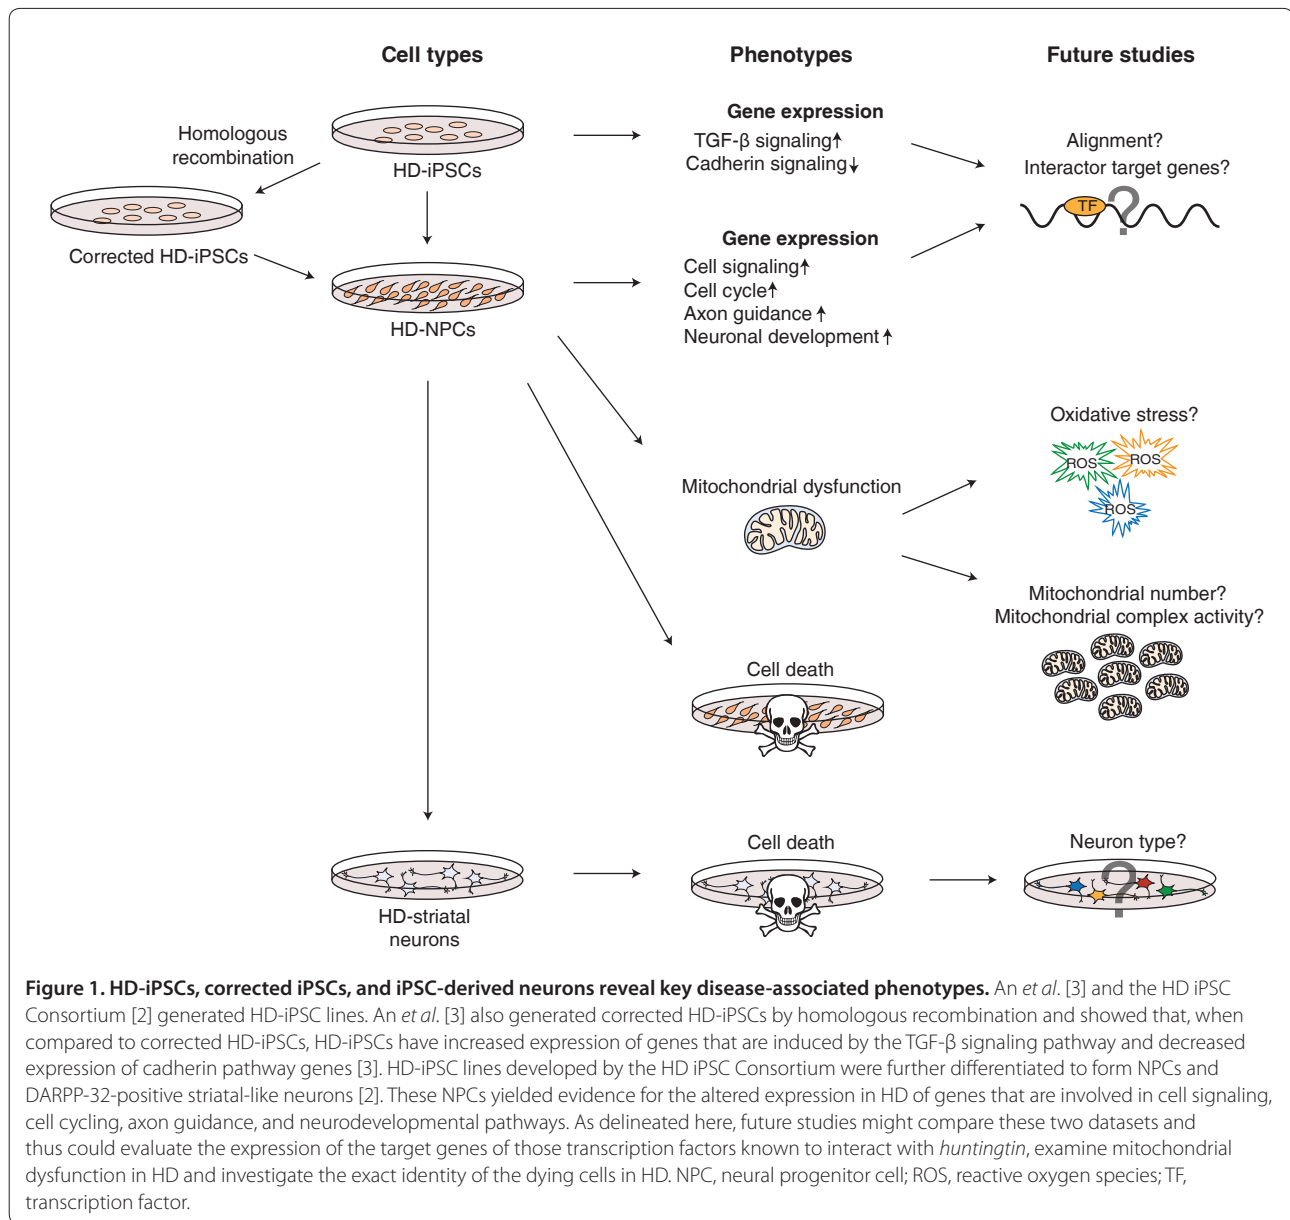 Cell types
Phenotypes
Future studies
Homologous
recombination
HD-iPSCs
Corrected HD-iPSCs
HD-NPCs
HD-striatal
neurons
Gene expression
TGF-β signaling↑
Cadherin signaling↓
Gene expression
Cell signaling↑
Cell cycle↑
Axon guidance ↑
Neuronal development↑
Mitochondrial dysfunction
Cell death
Cell death
Alignment?
Interactor target genes?
TF
?
Oxidative stress?
ROS
ROS
ROS
Mitochondrial number?
Mitochondrial complex activity?
Neuron type?
?
Figure 1. HD-iPSCs, corrected iPSCs, and iPSC-derived neurons reveal key disease-associated phenotypes. An et al. [3] and the HD iPSC
Consortium [2] generated HD-iPSC lines. An et al. [3] also generated corrected HD-iPSCs by homologous recombination and showed that, when
compared to corrected HD-iPSCs, HD-iPSCs have increased expression of genes that are induced by the TGF-β signaling pathway and decreased
expression of cadherin pathway genes [3]. HD-iPSC lines developed by the HD iPSC Consortium were further differentiated to form NPCs and
DARPP-32-positive striatal-like neurons [2]. These NPCs yielded evidence for the altered expression in HD of genes that are involved in cell signaling,
cell cycling, axon guidance, and neurodevelopmental pathways. As delineated here, future studies might compare these two datasets and
thus could evaluate the expression of the target genes of those transcription factors known to interact with huntingtin, examine mitochondrial
dysfunction in HD and investigate the exact identity of the dying cells in HD. NPC, neural progenitor cell; ROS, reactive oxygen species; TF,
transcription factor.